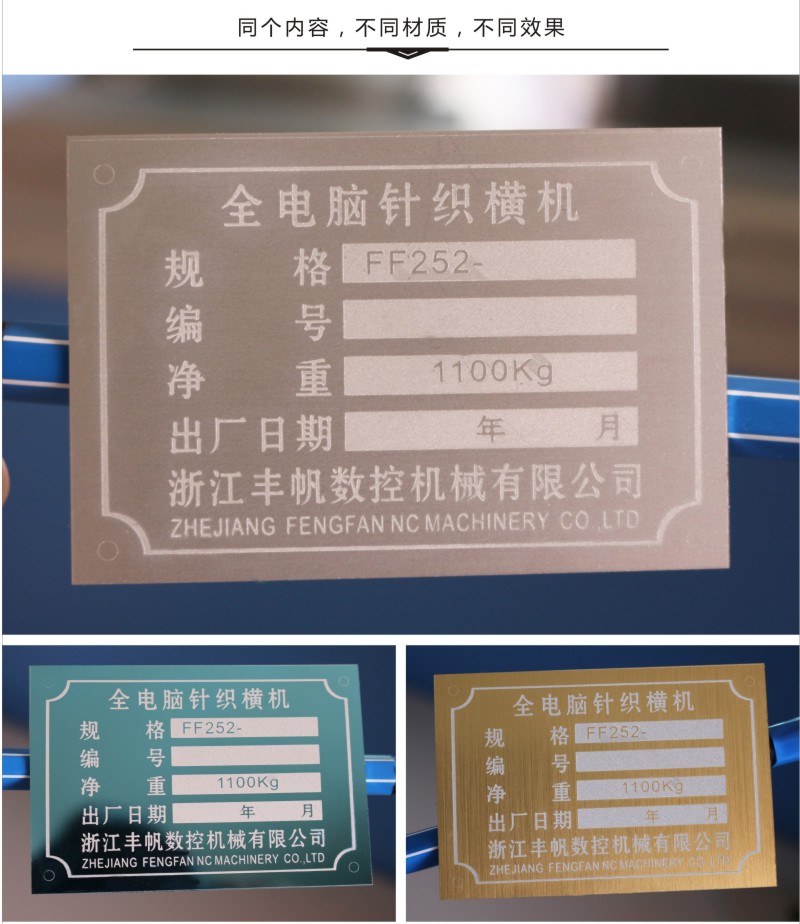 同个内容，不同材质，不同效果
全电脑针织横机
规 格 FF252-
编 号
净 重 1100Kg
出厂日期 年 月
浙江丰帆数控机械有限公司
ZHEJIANG FENGFAN NC MACHINERY CO.,LTD
全电脑针织横机
规 格 FF252-
编 号
净 重 1100Kg
出厂日期 年 月
浙江丰帆数控机械有限公司
ZHEJIANG FENGFAN NC MACHINERY CO.,LTD
全电脑针织横机
规 格 FF252-
编 号
净 重 1100Kg
出厂日期 年 月
浙江丰帆数控机械有限公司
ZHEJIANG FENGFAN NC MACHINERY CO.,LTD